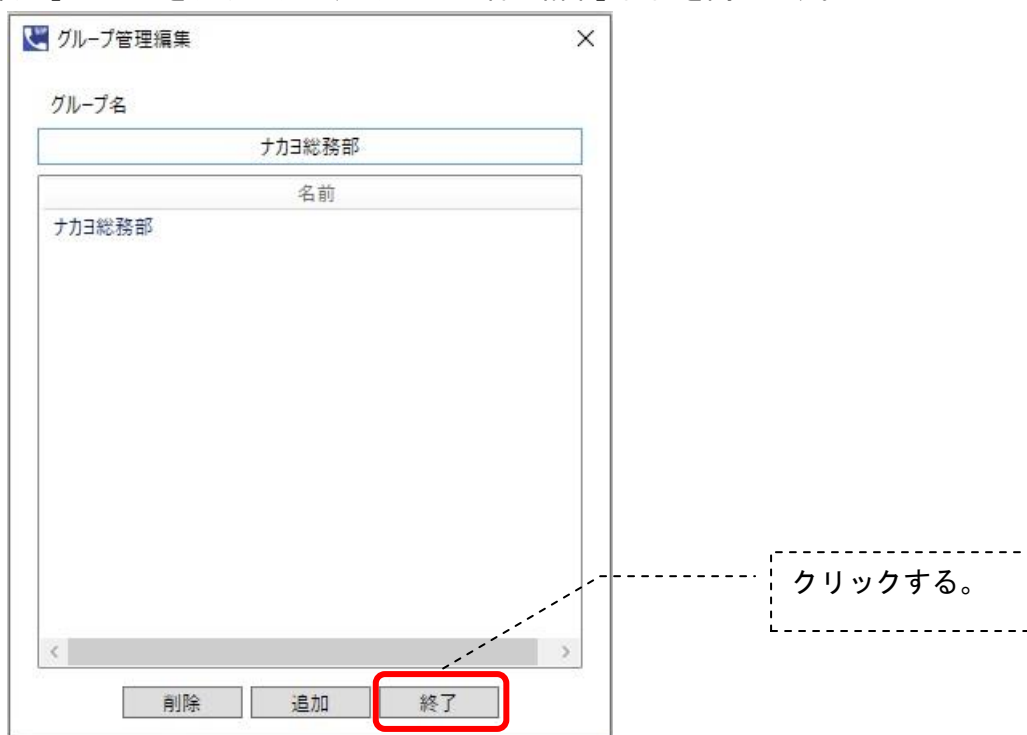 グループ管理編集
グループ名
ナカヨ総務部
名前
ナカヨ総務部
クリックする。
削除
追加
終了